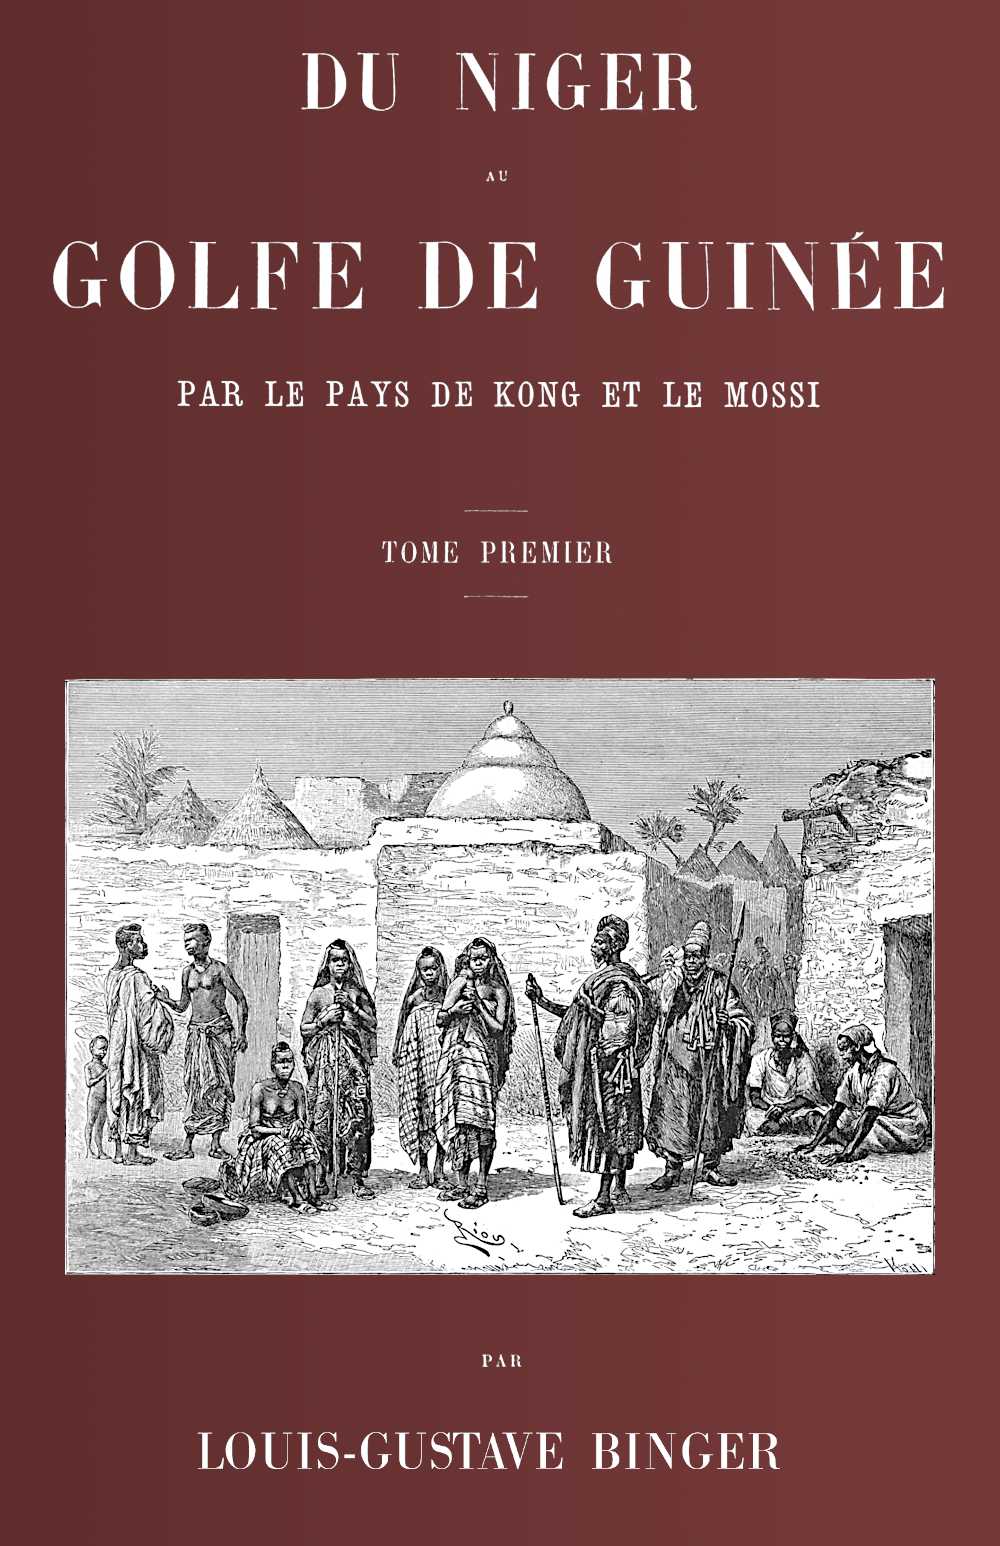 DU NIGER
AU
GOLFE DE GUINÉE
PAR LE PAYS DE KONG ET LE MOSSI
TOME PREMIER
Riou
PAR
LOUIS-GUSTAVE BINGER